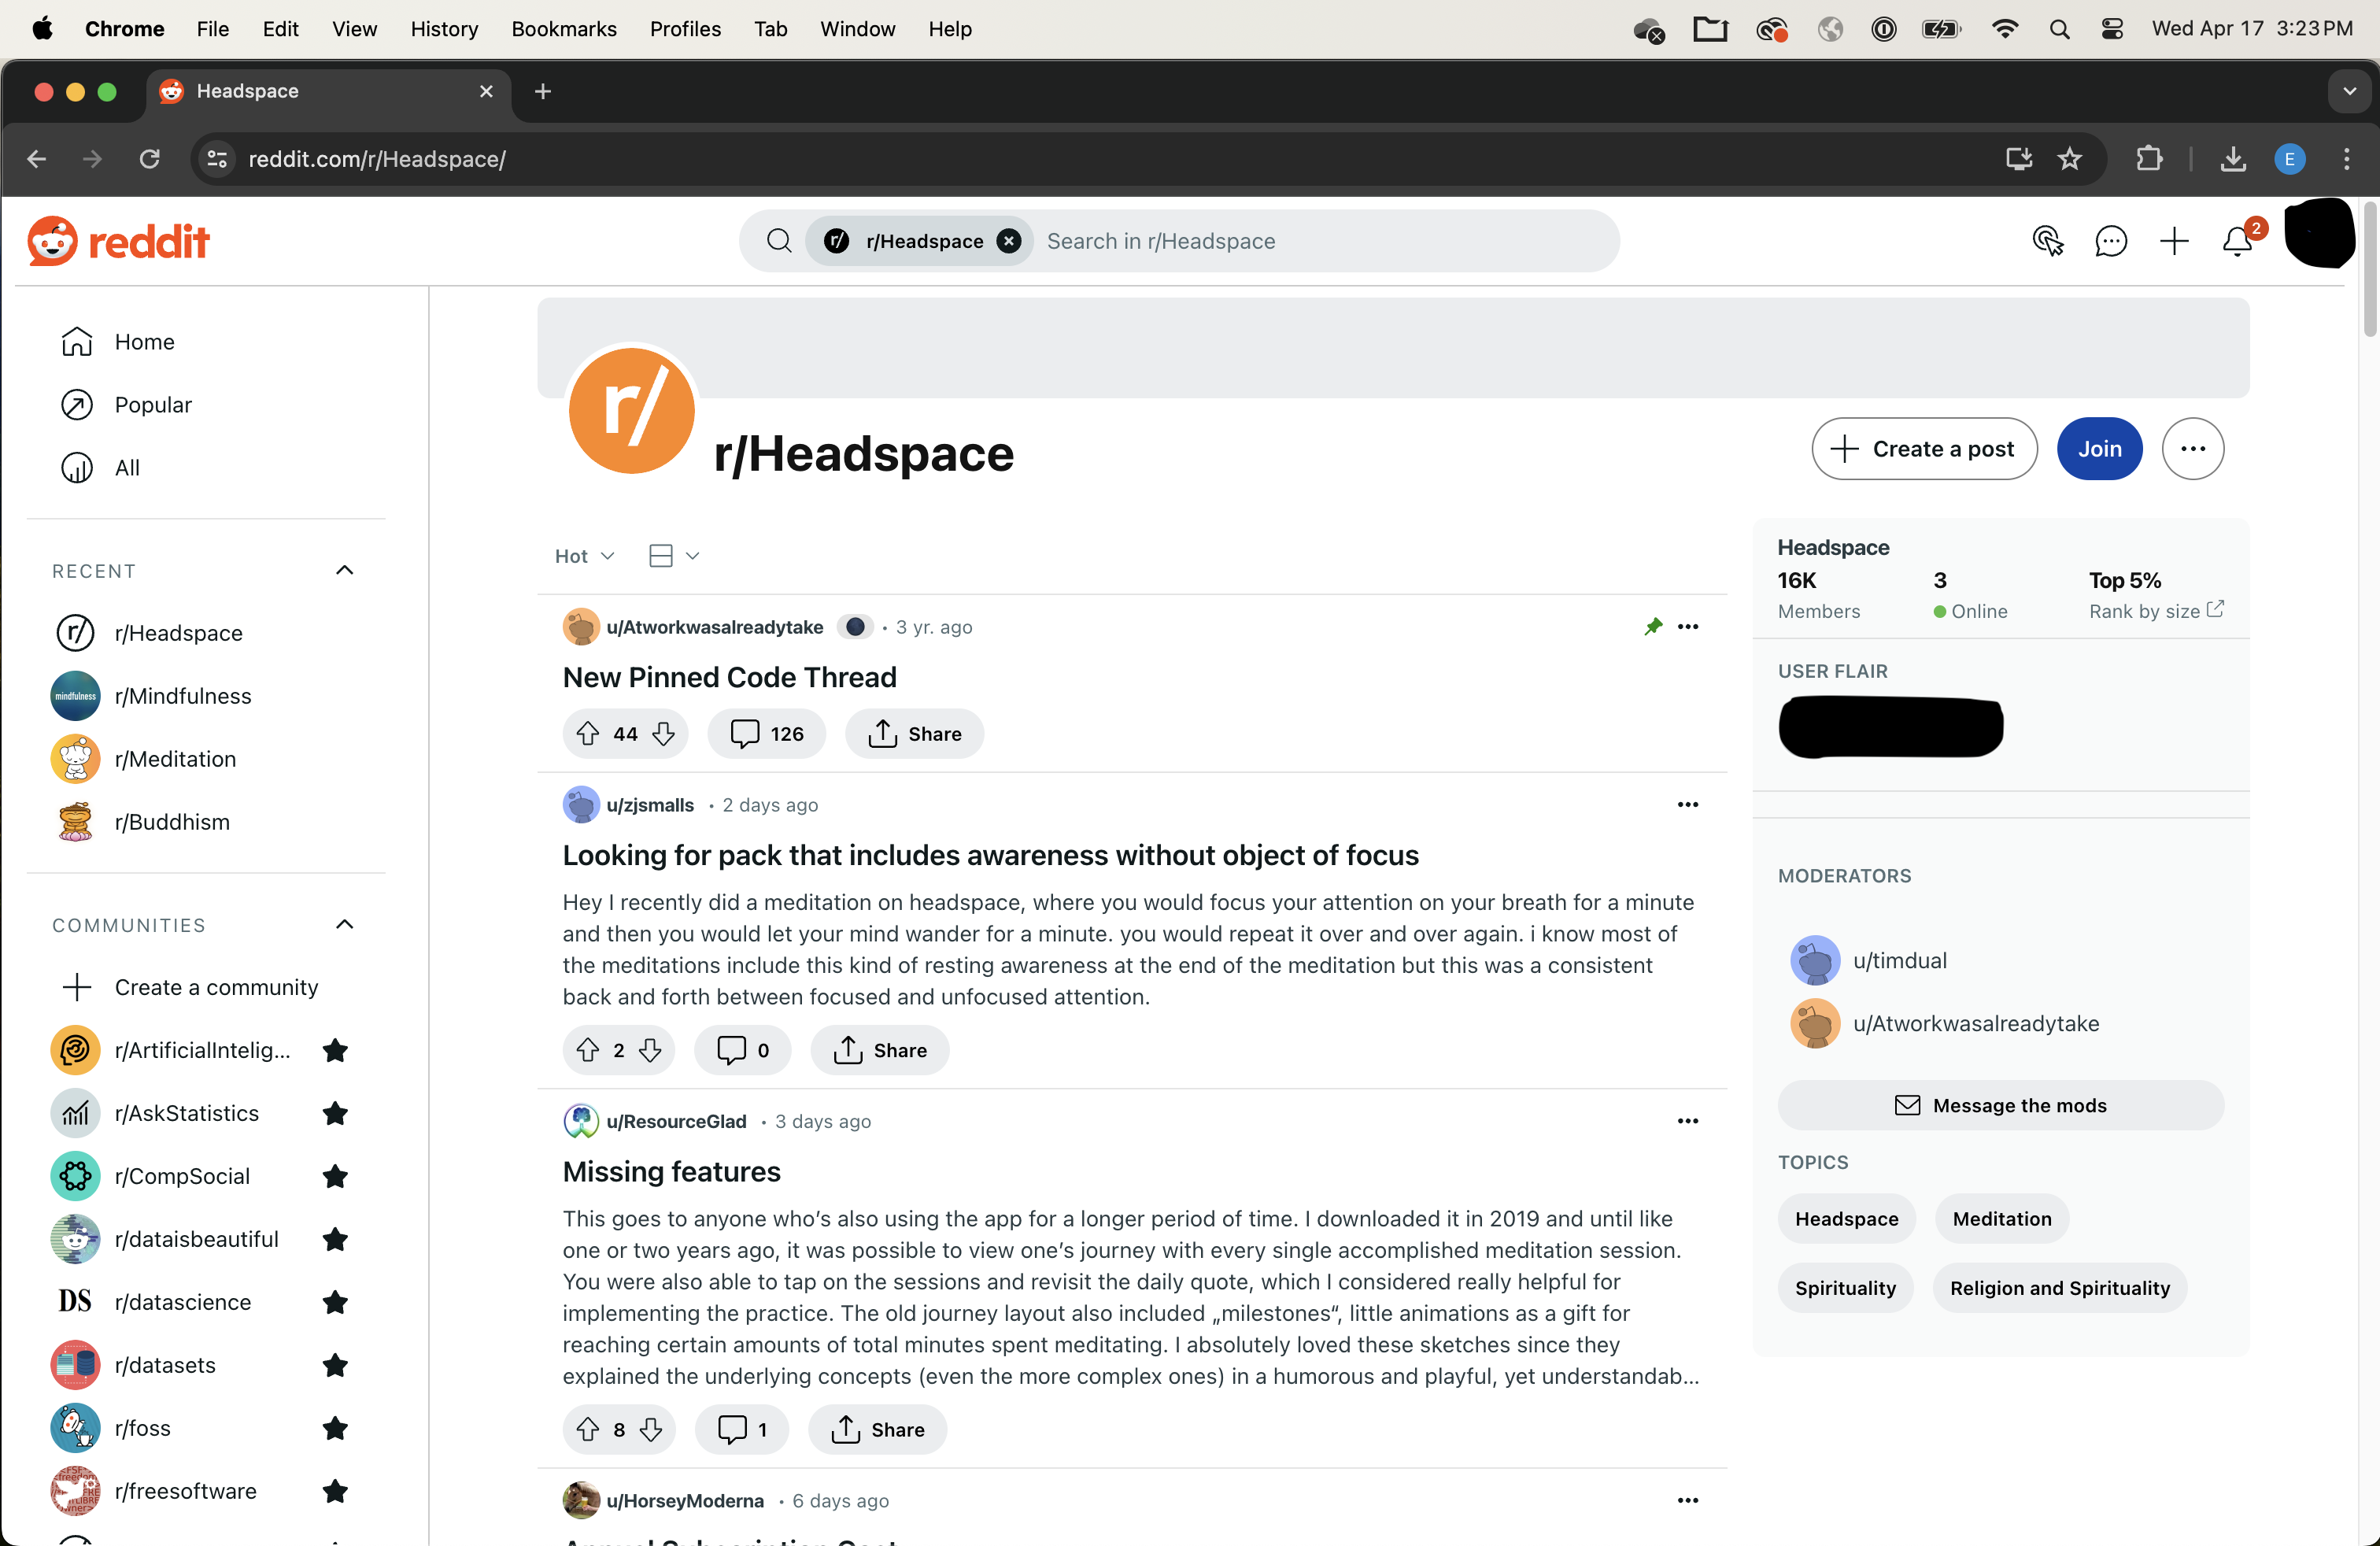 Chrome File Edit View History Bookmarks Profiles Tab Window Help Wed Apr 17 3:23 PM
Headspace
reddit.com/r/Headspace/ E
reddit r/ r/Headspace Search in r/Headspace 2
Home
Popular
All
RECENT
r/ r/Headspace
mindfulness r/Mindfulness
r/Meditation
r/Buddhism
COMMUNITIES
Create a community
r/ArtificialIntelig...
r/AskStatistics
r/CompSocial
r/dataisbeautiful
DS r/datascience
r/datasets
r/foss
r/freesoftware
r/
r/Headspace
Create a post Join
Hot
u/Atworkwasalreadytake • 3 yr. ago
New Pinned Code Thread
44 126 Share
u/zjsmalls • 2 days ago
Looking for pack that includes awareness without object of focus
Hey I recently did a meditation on headspace, where you would focus your attention on your breath for a minute
and then you would let your mind wander for a minute. you would repeat it over and over again. i know most of
the meditations include this kind of resting awareness at the end of the meditation but this was a consistent
back and forth between focused and unfocused attention.
2 0 Share
u/ResourceGlad • 3 days ago
Missing features
This goes to anyone who’s also using the app for a longer period of time. I downloaded it in 2019 and until like
one or two years ago, it was possible to view one’s journey with every single accomplished meditation session.
You were also able to tap on the sessions and revisit the daily quote, which I considered really helpful for
implementing the practice. The old journey layout also included „milestones“, little animations as a gift for
reaching certain amounts of total minutes spent meditating. I absolutely loved these sketches since they
explained the underlying concepts (even the more complex ones) in a humorous and playful, yet understandab...
8 1 Share
u/HorseyModerna • 6 days ago
Headspace
16K 3 Top 5%
Members Online Rank by size
USER FLAIR
MODERATORS
u/timdual
u/Atworkwasalreadytake
Message the mods
TOPICS
Headspace Meditation
Spirituality Religion and Spirituality